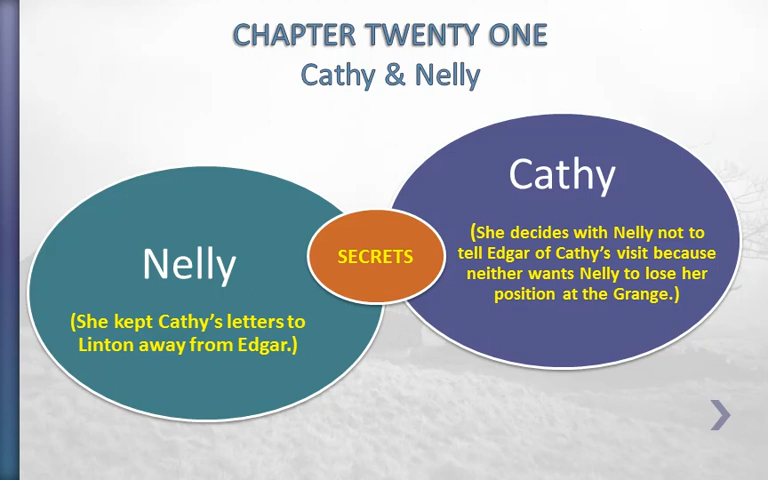 CHAPTER TWENTY ONE
Cathy & Nelly
Nelly
(She kept Cathy's letters to
Linton away from Edgar.)
SECRETS
Cathy
(She decides with Nelly not to
tell Edgar of Cathy's visit because
neither wants Nelly to lose her
position at the Grange.)